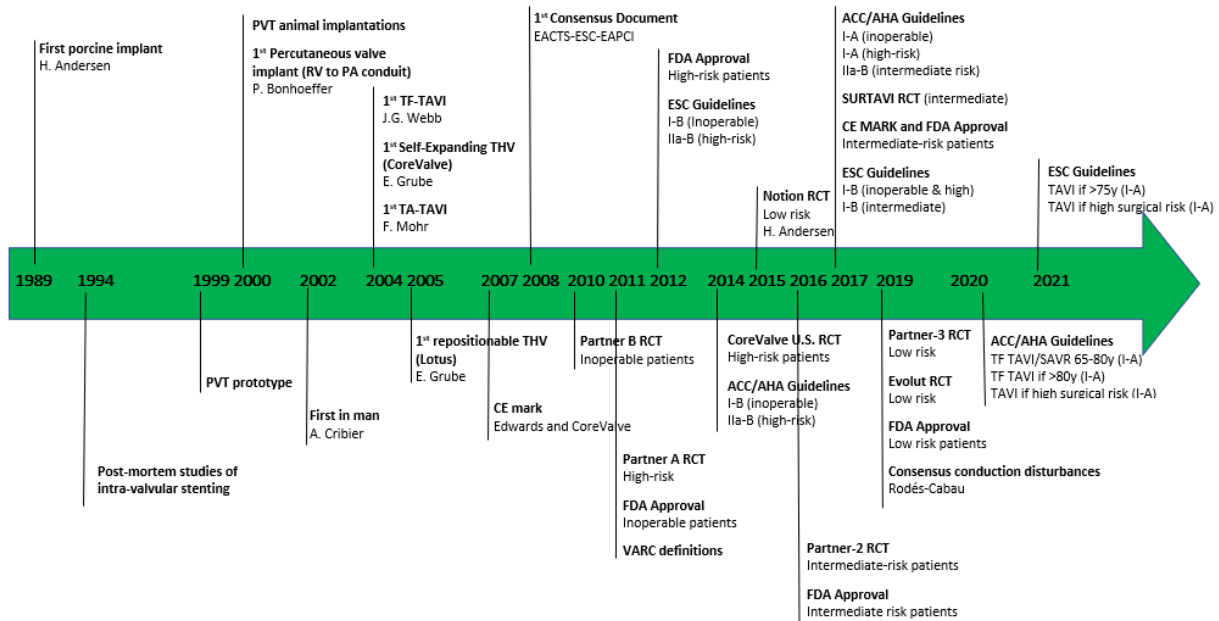 First porcine implant
H. Andersen
PVT animal implantations
1st Percutaneous valve
implant (RV to PA conduit)
P. Bonhoeffer
1st TF-TAVI
J.G. Webb
1st Self-Expanding THV
(CoreValve)
E. Grube
1st TA-TAVI
F. Mohr
1st Consensus Document
EACTS-ESC-EAPCI
FDA Approval
High-risk patients
ESC Guidelines
I-B (Inoperable)
IIa-B (high-risk)
Notion RCT
Low risk
H. Andersen
ACC/AHA Guidelines
I-A (inoperable)
I-A (high-risk)
IIa-B (intermediate risk)
SURTAVI RCT (intermediate)
CE MARK and FDA Approval
Intermediate-risk patients
ESC Guidelines
I-B (inoperable & high)
I-B (intermediate)
ESC Guidelines
TAVI if >75y (I-A)
TAVI if high surgical risk (I-A)
1989 1994 1999 2000 2002 2004 2005 2007 2008 2010 2011 2012 2014 2015 2016 2017 2019 2020 2021
Post-mortem studies of
intra-valvular stenting
PVT prototype
First in man
A. Cribier
1st repositionable THV
(Lotus)
E. Grube
CE mark
Edwards and CoreValve
Partner B RCT
Inoperable patients
Partner A RCT
High-risk
FDA Approval
Inoperable patients
VARC definitions
CoreValve U.S. RCT
High-risk patients
ACC/AHA Guidelines
I-B (inoperable)
IIa-B (high-risk)
Partner-2 RCT
Intermediate-risk patients
FDA Approval
Intermediate risk patients
Partner-3 RCT
Low risk
Evolut RCT
Low risk
FDA Approval
Low risk patients
Consensus conduction disturbances
Rodés-Cabau
ACC/AHA Guidelines
TF TAVI/SAVR 65-80y (I-A)
TF TAVI if >80y (I-A)
TAVI if high surgical risk (I-A)